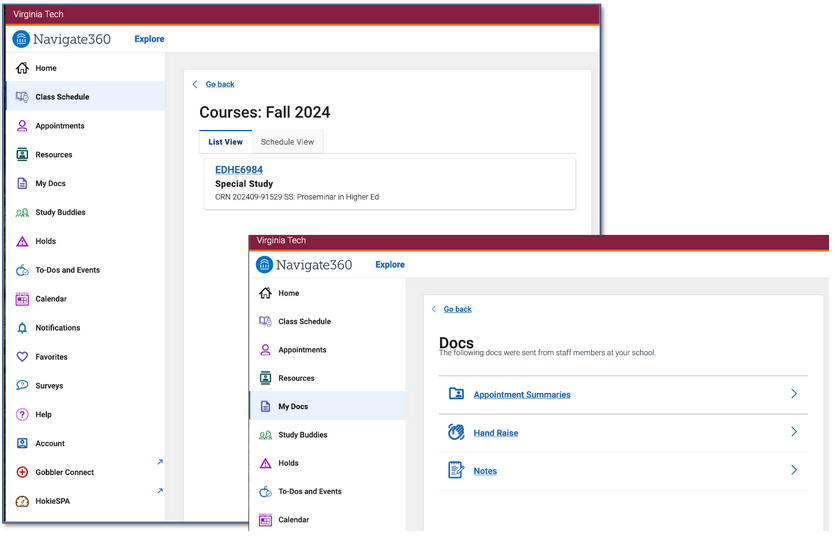 Virginia Tech
Navigate360 Explore
Home
Class Schedule
Appointments
Resources
My Docs
Study Buddies
Holds
To-Dos and Events
Calendar
Notifications
Favorites
Surveys
Help
Account
Gobbler Connect
HokieSPA
Go back
Courses: Fall 2024
List View Schedule View
EDHE6984
Special Study
CRN 202409-91529 SS: Proseminar in Higher Ed
Virginia Tech
Navigate360 Explore
Home
Class Schedule
Appointments
Resources
My Docs
Study Buddies
Holds
To-Dos and Events
Calendar
Go back
Docs
The following docs were sent from staff members at your school.
Appointment Summaries
Hand Raise
Notes